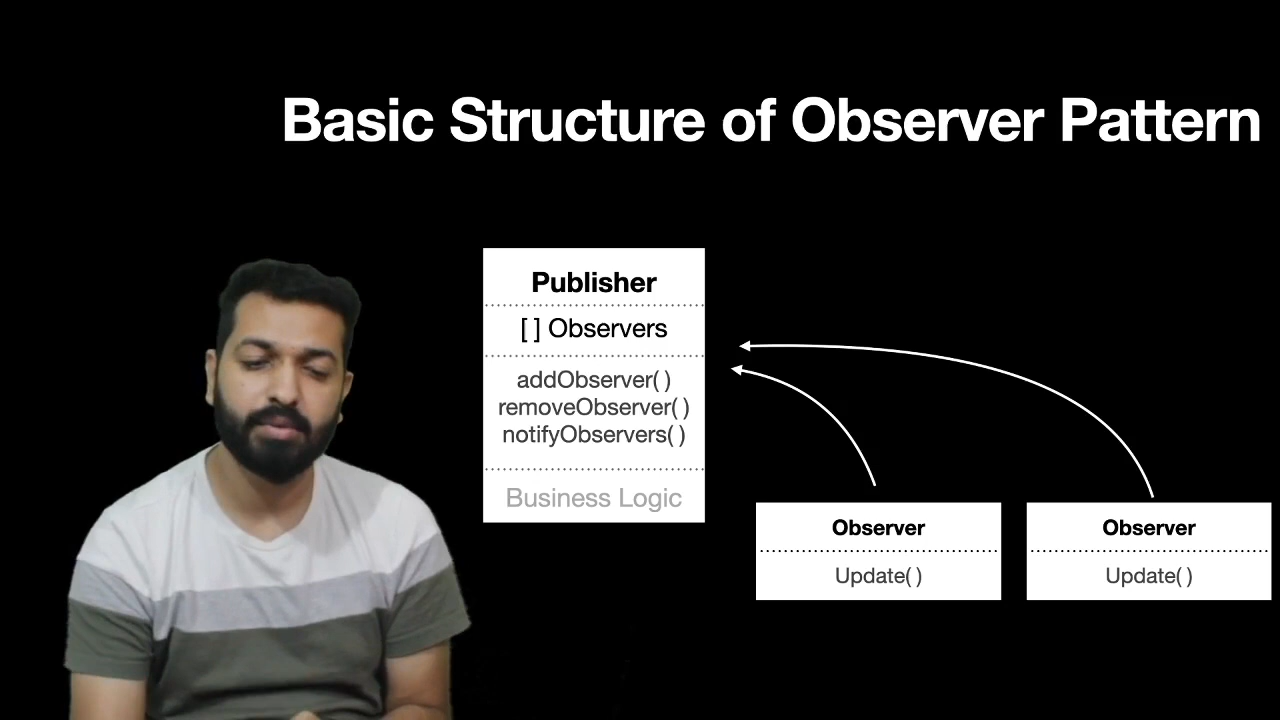 Basic Structure of Observer Pattern
Publisher
[ ] Observers
addObserver( )
removeObserver( )
notifyObservers( )
Business Logic
Observer
Update( )
Observer
Update( )